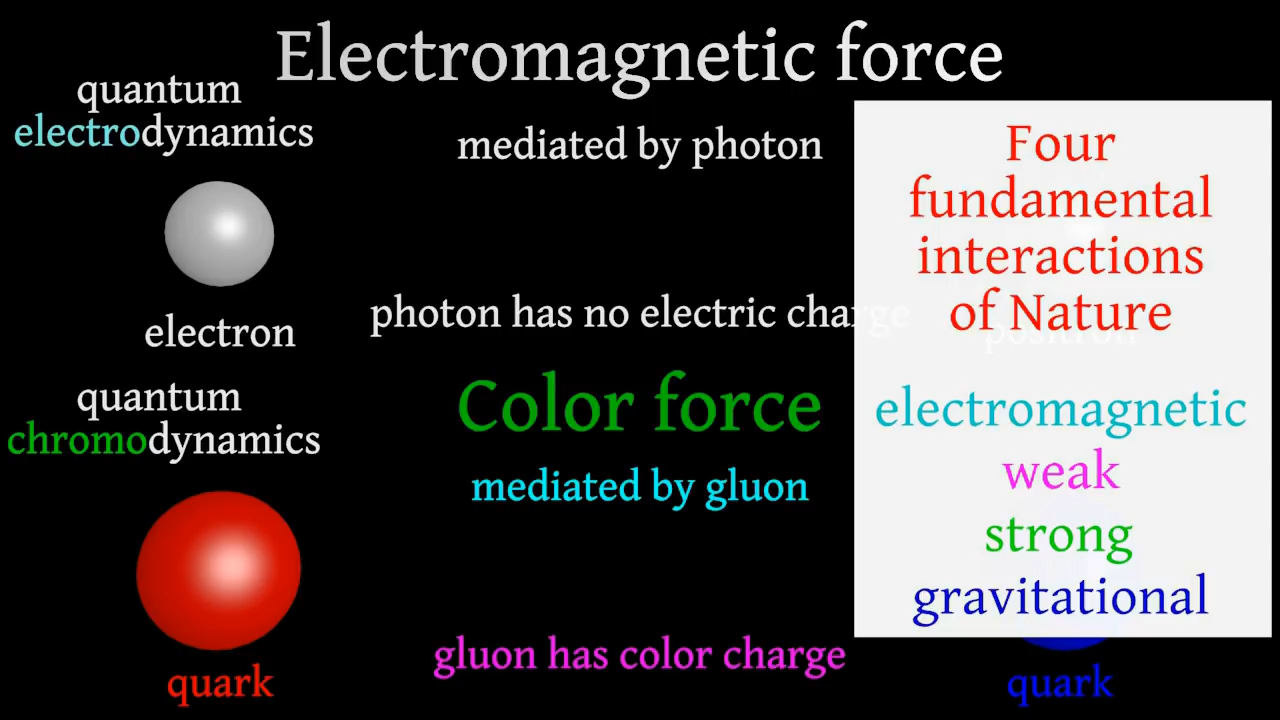 Electromagnetic force
quantum
electrodynamics
mediated by photon
electron
photon has no electric charge
positron
quantum
chromodynamics
Color force
mediated by gluon
quark
gluon has color charge
quark
Four
fundamental
interactions
of Nature
electromagnetic
weak
strong
gravitational